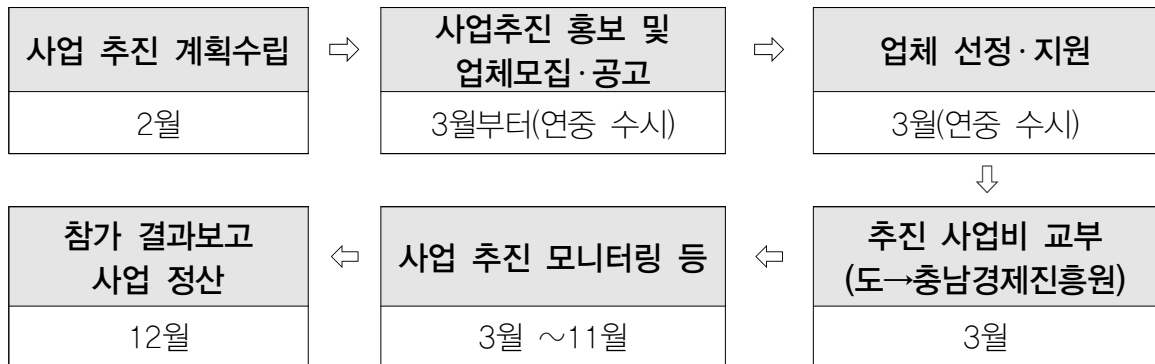 사업 추진 계획수립
2월
⇨
사업추진 홍보 및
업체모집·공고
3월부터(연중 수시)
⇨
업체 선정·지원
3월(연중 수시)
⇩
추진 사업비 교부
(도→충남경제진흥원)
3월
⇦
사업 추진 모니터링 등
3월 ~11월
⇦
참가 결과보고
사업 정산
12월